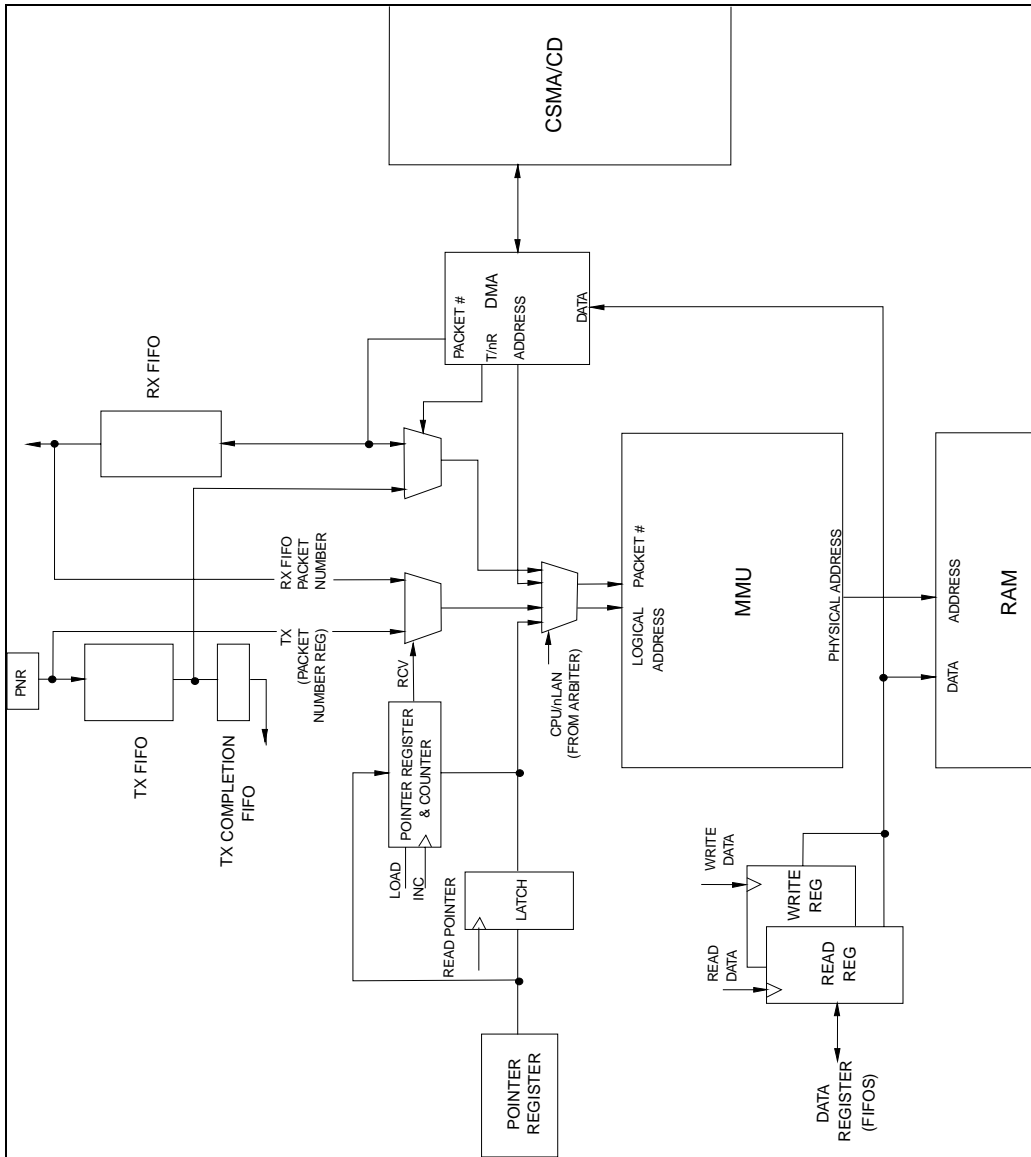 CSMA/CD
PACKET #
T/nR
DMA
ADDRESS
DATA
RX FIFO
RX FIFO
PACKET
NUMBER
TX
(PACKET
NUMBER REG)
PNR
TX FIFO
TX COMPLETION
FIFO
RCV
POINTER REGISTER
& COUNTER
LOAD
INC
READ POINTER
LATCH
POINTER
REGISTER
CPU/nLAN
(FROM ARBITER)
LOGICAL
ADDRESS
PACKET #
MMU
PHYSICAL ADDRESS
DATA
ADDRESS
RAM
WRITE
DATA
WRITE
REG
READ
DATA
READ
REG
DATA
REGISTER
(FIFOS)